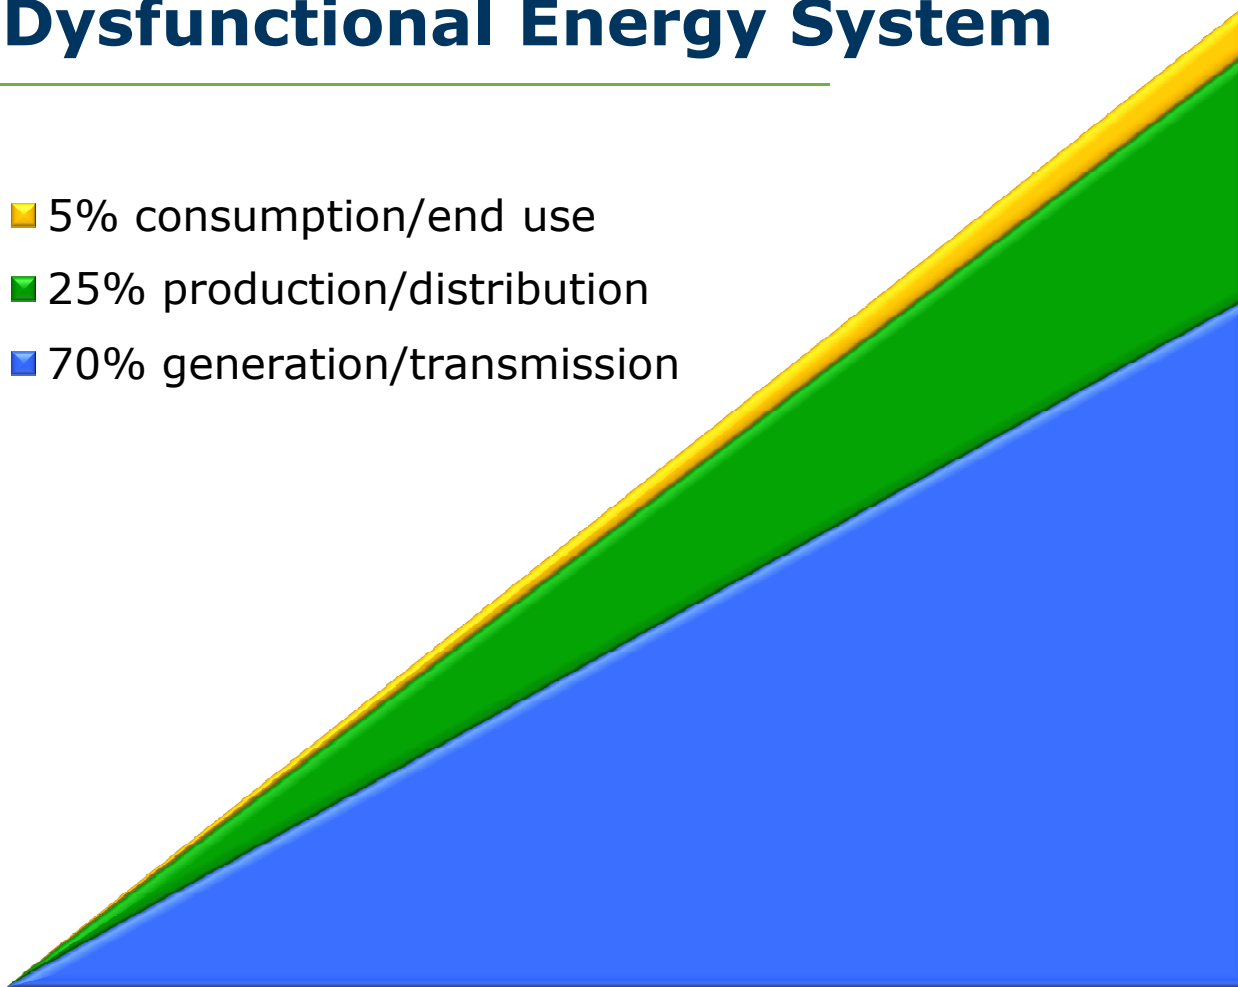 Dysfunctional Energy System
5% consumption/end use
25% production/distribution
70% generation/transmission